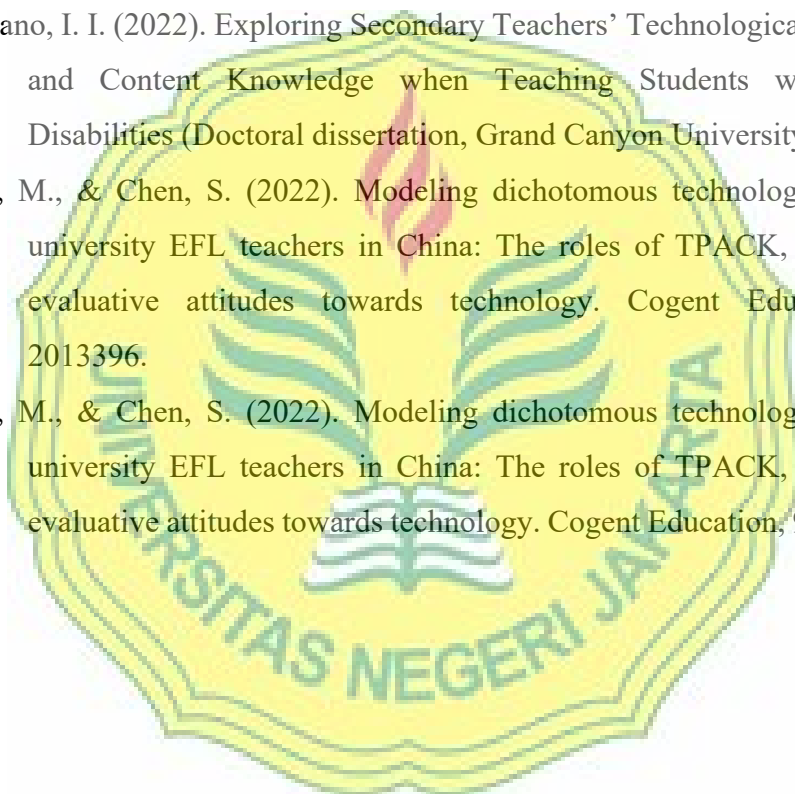 ano, I. I. (2022). Exploring Secondary Teachers’ Technologica
and Content Knowledge when Teaching Students w
Disabilities (Doctoral dissertation, Grand Canyon University
, M., & Chen, S. (2022). Modeling dichotomous technolog
university EFL teachers in China: The roles of TPACK,
evaluative attitudes towards technology. Cogent Edu
2013396.
, M., & Chen, S. (2022). Modeling dichotomous technolog
university EFL teachers in China: The roles of TPACK,
evaluative attitudes towards technology. Cogent Education, 9
UNIVERSITAS NEGERI JAKARTA